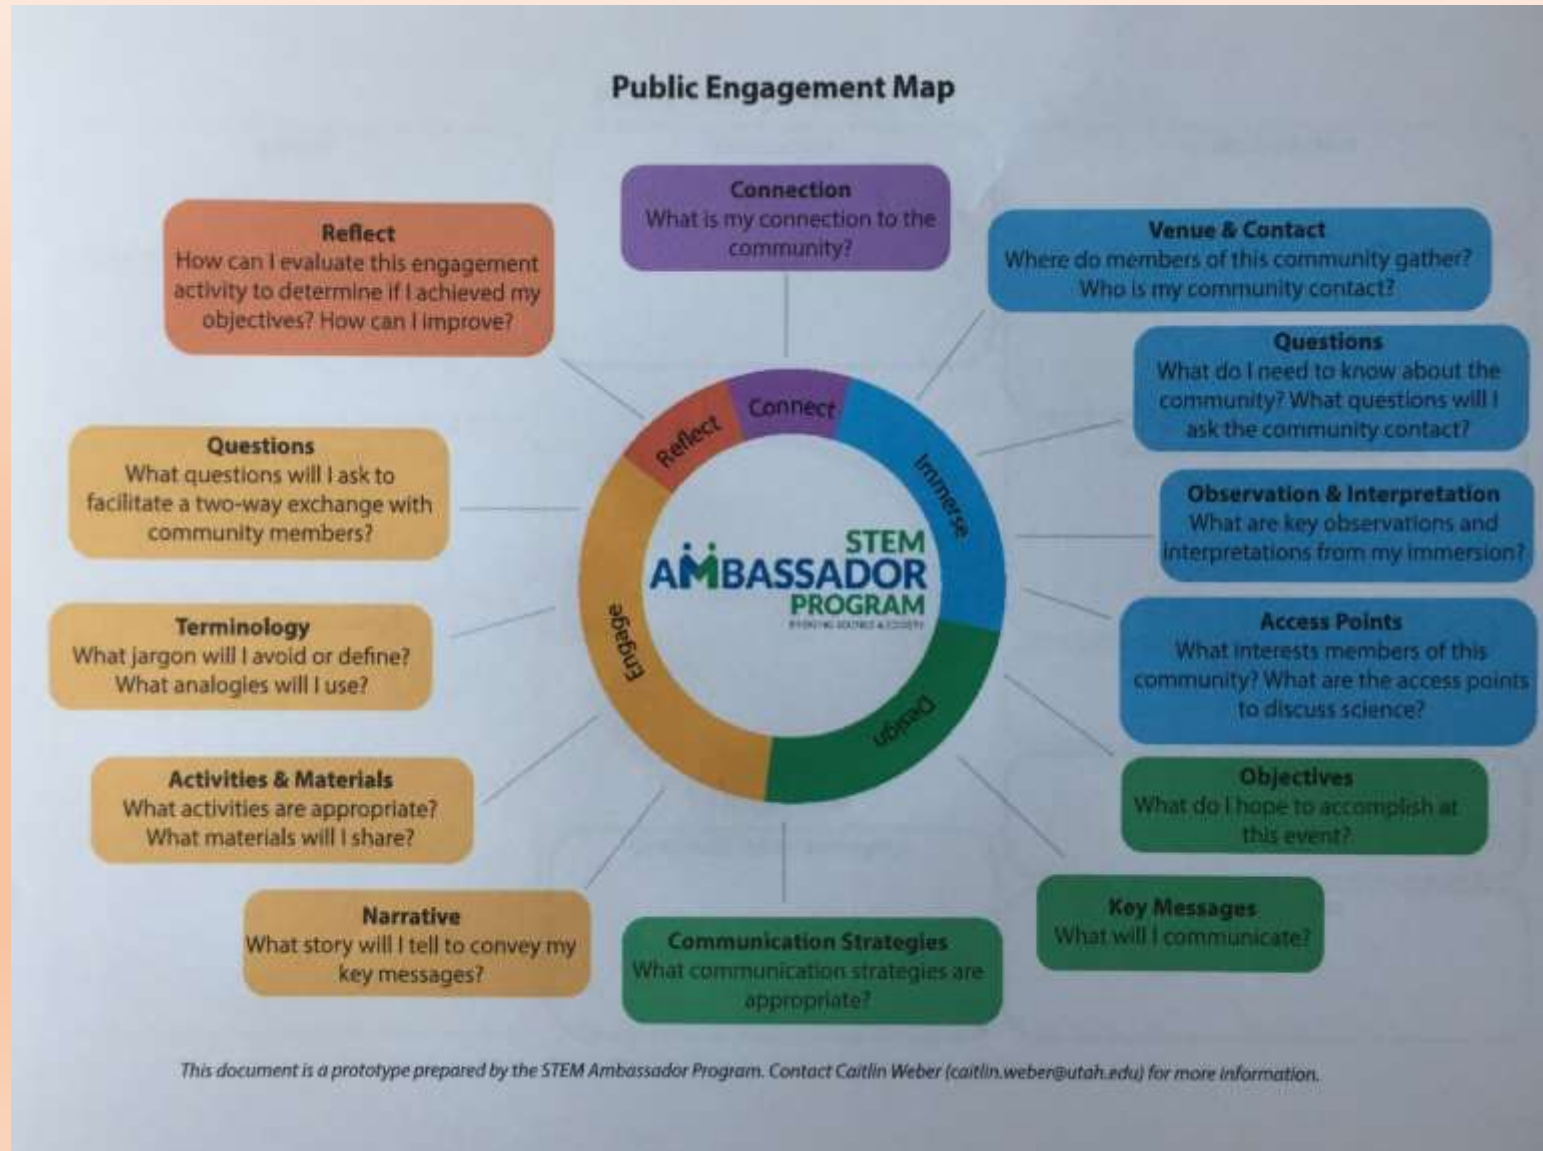 Public Engagement Map
Connection
What is my connection to the
community?
Venue & Contact
Where do members of this community gather?
Who is my community contact?
Questions
What do I need to know about the
community? What questions will I
ask the community contact?
Observation & Interpretation
What are key observations and
interpretations from my immersion?
Access Points
What interests members of this
community? What are the access points
to discuss science?
Objectives
What do I hope to accomplish at
this event?
Key Messages
What will I communicate?
Communication Strategies
What communication strategies are
appropriate?
Narrative
What story will I tell to convey my
key messages?
Activities & Materials
What activities are appropriate?
What materials will I share?
Terminology
What jargon will I avoid or define?
What analogies will I use?
Questions
What questions will I ask to
facilitate a two-way exchange with
community members?
Reflect
How can I evaluate this engagement
activity to determine if I achieved my
objectives? How can I improve?
Connect
Immerse
Design
Engage
Reflect
STEM
AMBASSADOR
PROGRAM
SCIENCE & SOCIETY
This document is a prototype prepared by the STEM Ambassador Program. Contact Caitlin Weber (caitlin.weber@utah.edu) for more information.